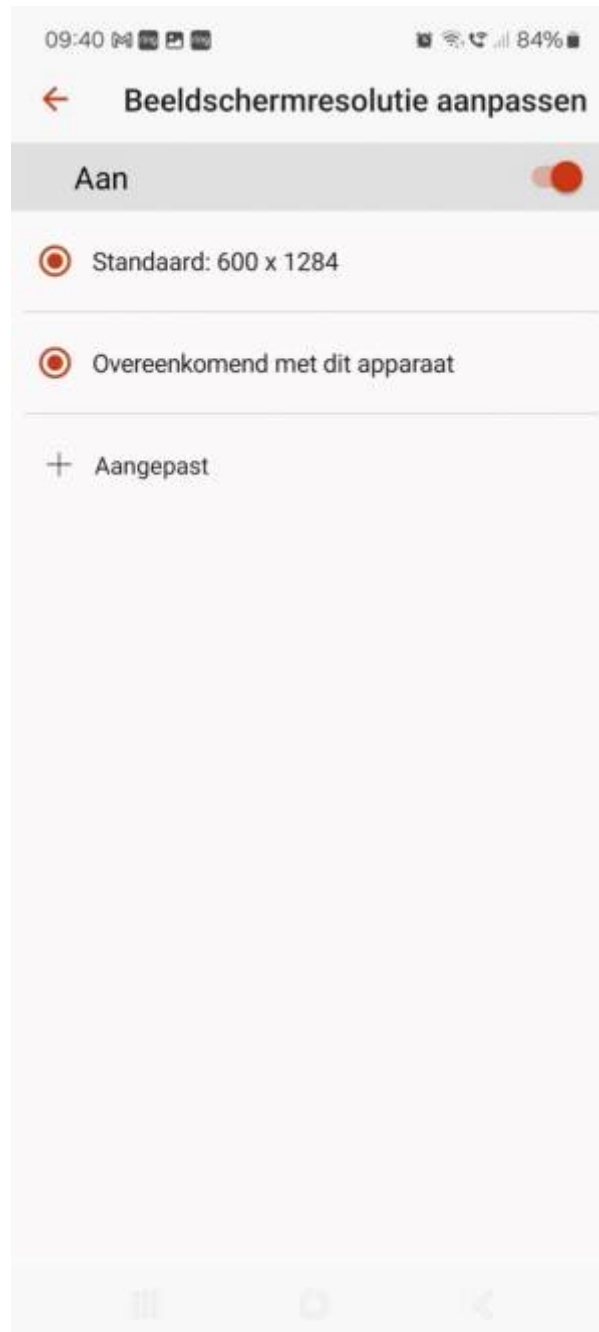 09:40 84%
Beeldschermresolutie aanpassen
Aan
Standaard: 600 x 1284
Overeenkomend met dit apparaat
Aangepast